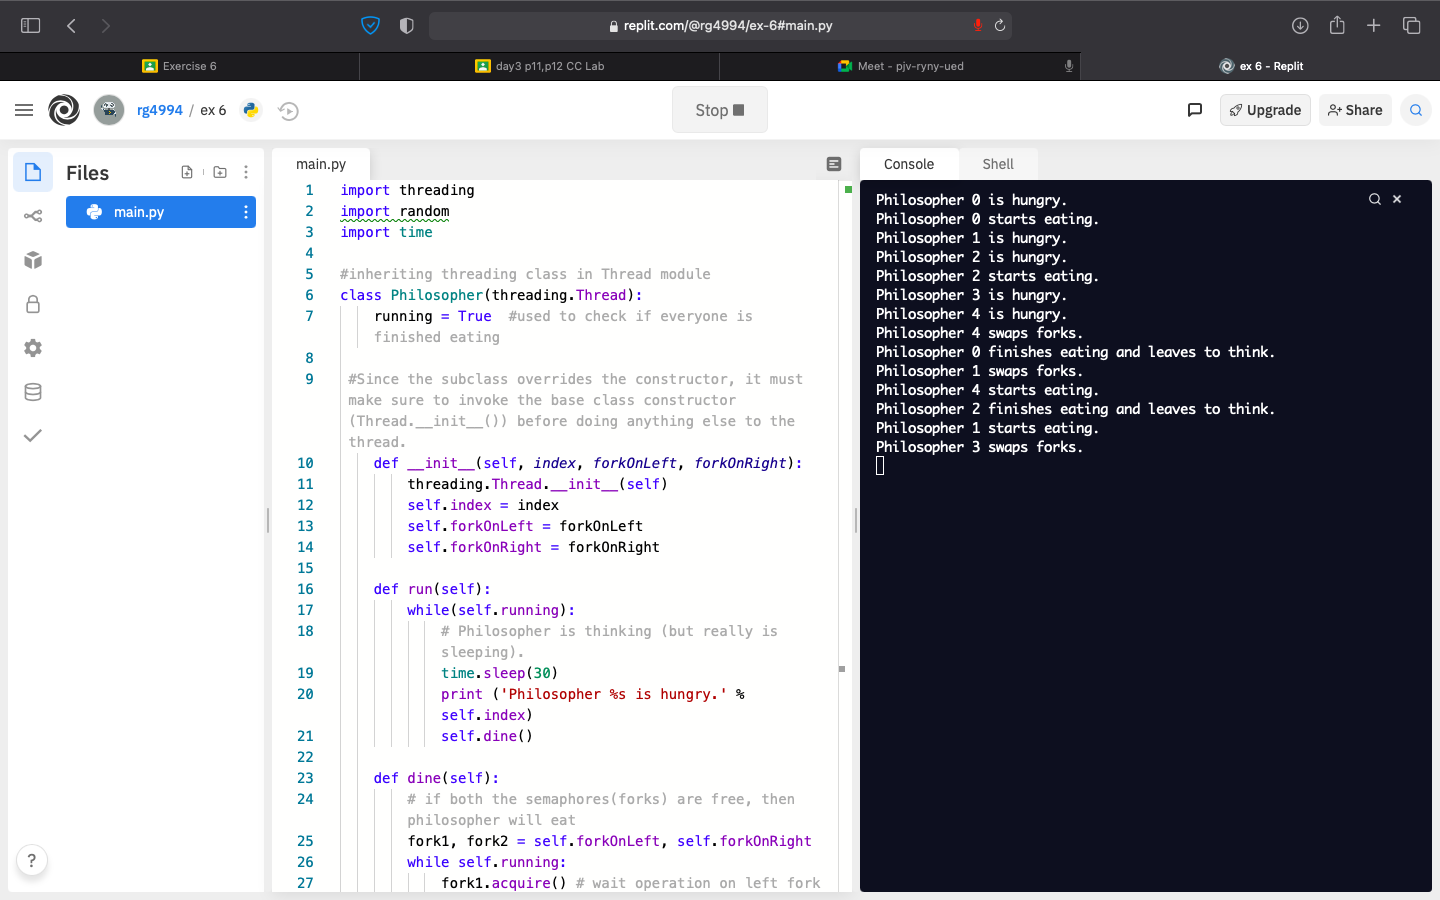 replit.com/@rg4994/ex-6#main.py
Exercise 6
day3 p11,p12 CC Lab
Meet - pjv-ryny-ued
ex 6 - Replit
rg4994 / ex 6
Stop
Upgrade
Share
Files
main.py
main.py
1 import threading
2 import random
3 import time
4
5 #inheriting threading class in Thread module
6 class Philosopher(threading.Thread):
7 running = True #used to check if everyone is
finished eating
8
9 #Since the subclass overrides the constructor, it must
make sure to invoke the base class constructor
(Thread.__init__()) before doing anything else to the
thread.
10 def __init__(self, index, forkOnLeft, forkOnRight):
11 threading.Thread.__init__(self)
12 self.index = index
13 self.forkOnLeft = forkOnLeft
14 self.forkOnRight = forkOnRight
15
16 def run(self):
17 while(self.running):
18 # Philosopher is thinking (but really is
sleeping).
19 time.sleep(30)
20 print ('Philosopher %s is hungry.' %
self.index)
21 self.dine()
22
23 def dine(self):
24 # if both the semaphores(forks) are free, then
philosopher will eat
25 fork1, fork2 = self.forkOnLeft, self.forkOnRight
26 while self.running:
27 fork1.acquire() # wait operation on left fork
Console
Shell
Philosopher 0 is hungry.
Philosopher 0 starts eating.
Philosopher 1 is hungry.
Philosopher 2 is hungry.
Philosopher 2 starts eating.
Philosopher 3 is hungry.
Philosopher 4 is hungry.
Philosopher 4 swaps forks.
Philosopher 0 finishes eating and leaves to think.
Philosopher 1 swaps forks.
Philosopher 4 starts eating.
Philosopher 2 finishes eating and leaves to think.
Philosopher 1 starts eating.
Philosopher 3 swaps forks.
?